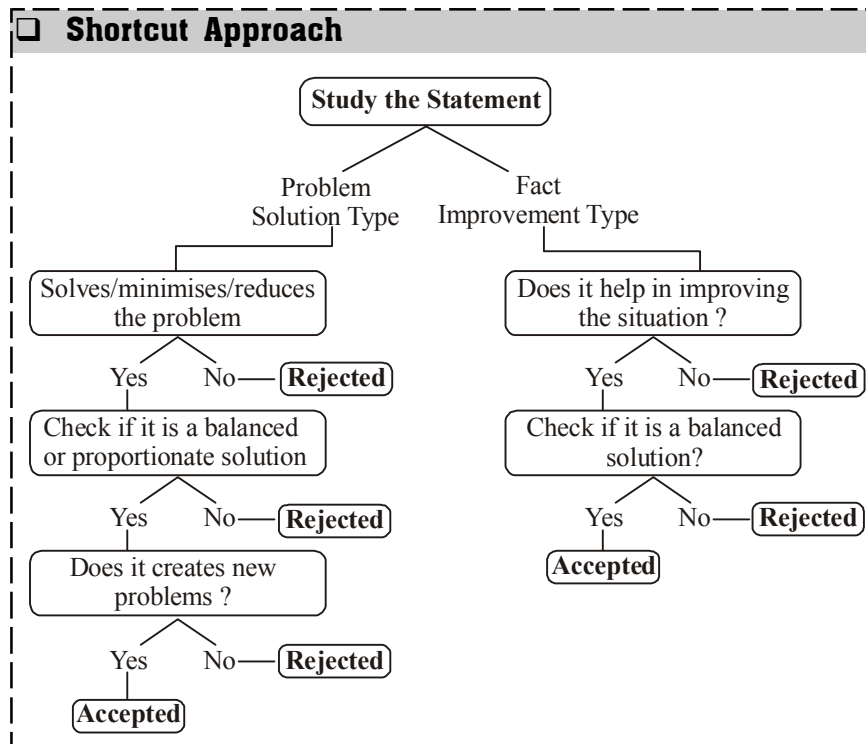 ❑ Shortcut Approach
Study the Statement
Problem
Solution Type
Fact
Improvement Type
Solves/minimises/reduces
the problem
Yes No Rejected
Check if it is a balanced
or proportionate solution
Yes No Rejected
Does it creates new
problems ?
Yes No Rejected
Accepted
Does it help in improving
the situation ?
Yes No Rejected
Check if it is a balanced
solution?
Yes No Rejected
Accepted